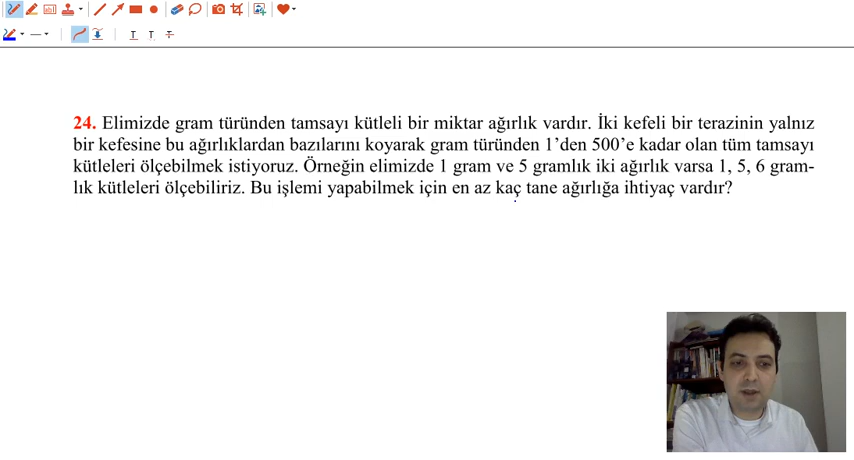 24. Elimizde gram türünden tamsayı kütleli bir miktar ağırlık vardır. İki kefeli bir terazinin yalnız
bir kefesine bu ağırlıklardan bazılarını koyarak gram türünden 1’den 500’e kadar olan tüm tamsayı
kütleleri ölçebilmek istiyoruz. Örneğin elimizde 1 gram ve 5 gramlık iki ağırlık varsa 1, 5, 6 gram-
lık kütleleri ölçebiliriz. Bu işlemi yapabilmek için en az kaç tane ağırlığa ihtiyaç vardır?